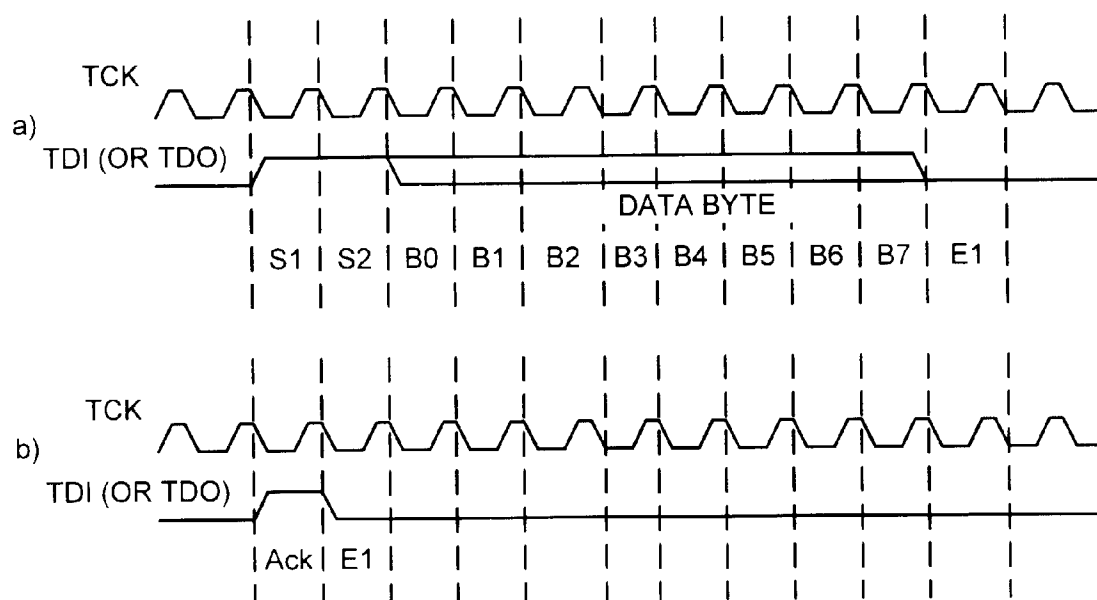 TCK
a)
TDI (OR TDO)
DATA BYTE
S1 S2 B0 B1 B2 B3 B4 B5 B6 B7 E1
TCK
b)
TDI (OR TDO)
Ack E1